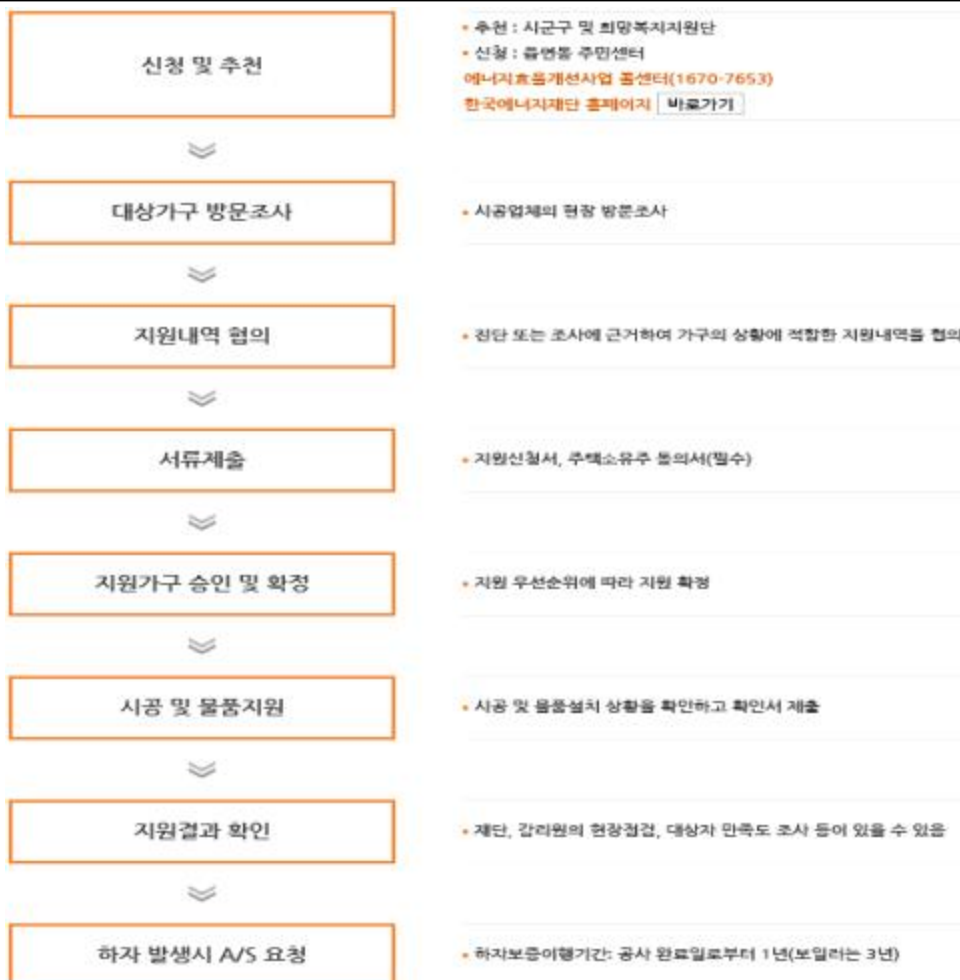 신청 및 추천
• 추천 : 시군구 및 희망복지지원단
• 신청 : 읍면동 주민센터
에너지효율개선사업 콜센터(1670-7653)
한국에너지재단 홈페이지 바로가기
대상가구 방문조사
• 시공업체의 현장 방문조사
지원내역 협의
• 진단 또는 조사에 근거하여 가구의 상황에 적합한 지원내역을 협의
서류제출
• 지원신청서, 주택소유주 동의서(필수)
지원가구 승인 및 확정
• 지원 우선순위에 따라 지원 확정
시공 및 물품지원
• 시공 및 물품설치 상황을 확인하고 확인서 제출
지원결과 확인
• 재단, 감리원의 현장점검, 대상자 만족도 조사 등이 있을 수 있음
하자 발생시 A/S 요청
• 하자보증이행기간: 공사 완료일로부터 1년(보일러는 3년)